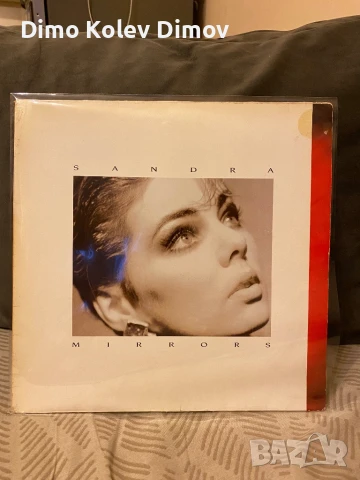 Dimo Kolev Dimov
SANDRA
MIRRORS
BAZAR